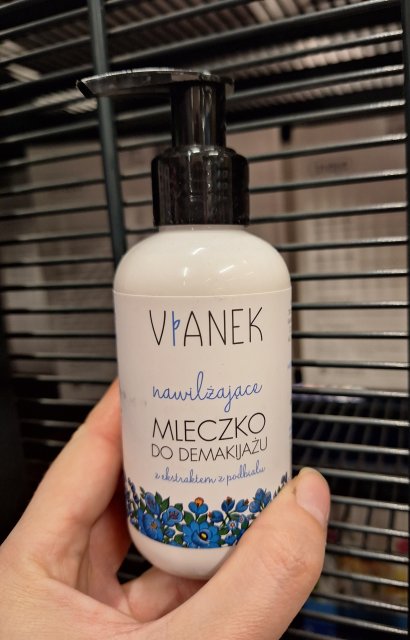 VIANEK
nawilżające
MLECZKO
DO DEMAKIJAŻU
z ekstraktem z podbiału